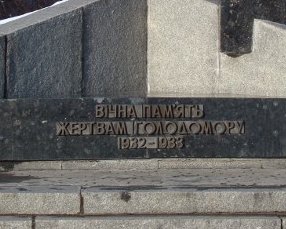 ВІЧНА ПАМ'ЯТЬ
ЖЕРТВАМ ГОЛОДОМОРУ
1932–1933